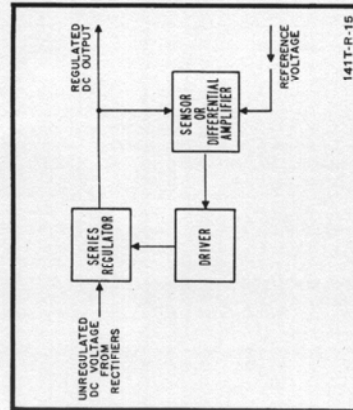 UNREGULATED
DC VOLTAGE
FROM
RECTIFIERS
SERIES
REGULATOR
REGULATED
DC OUTPUT
DRIVER
SENSOR
OR
DIFFERENTIAL
AMPLIFIER
REFERENCE
VOLTAGE
141T-R-15